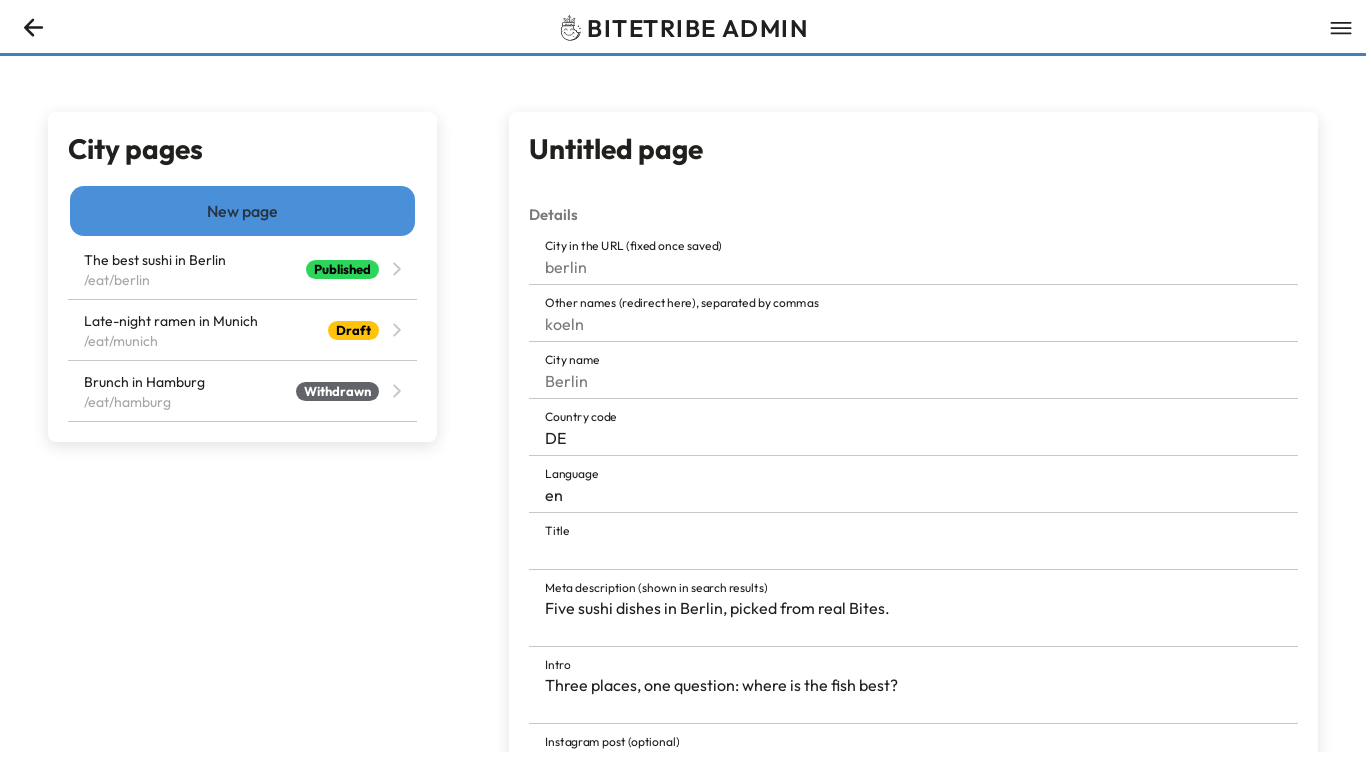 BITETRIBE ADMIN
City pages
New page
The best sushi in Berlin
/eat/berlin
Published
Late-night ramen in Munich
/eat/munich
Draft
Brunch in Hamburg
/eat/hamburg
Withdrawn
Untitled page
Details
City in the URL (fixed once saved)
berlin
Other names (redirect here), separated by commas
koeln
City name
Berlin
Country code
DE
Language
en
Title
Meta description (shown in search results)
Five sushi dishes in Berlin, picked from real Bites.
Intro
Three places, one question: where is the fish best?
Instagram post (optional)